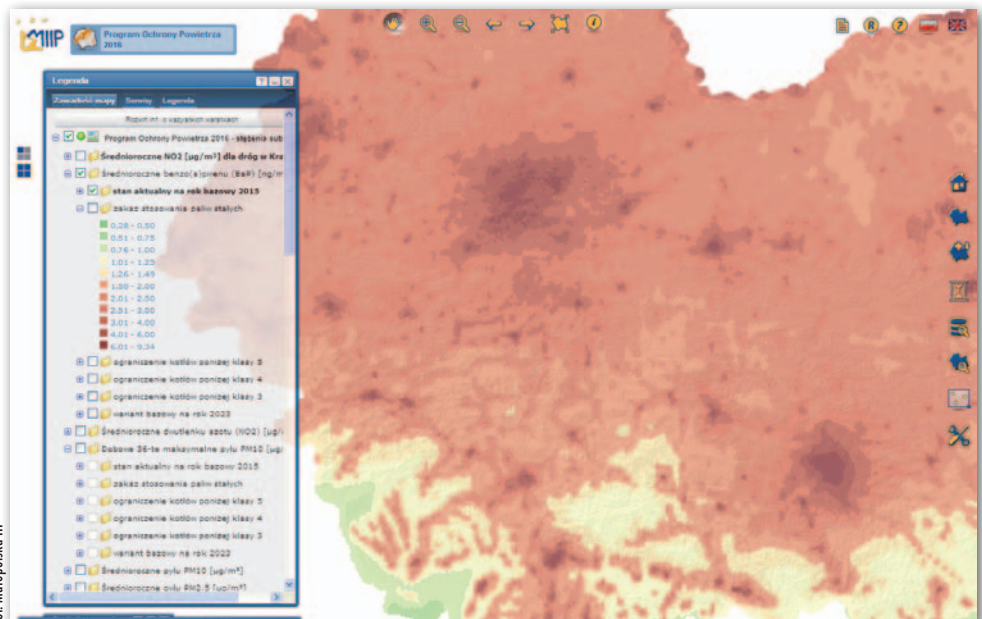 MIIP
Program Ochrony Powietrza
2016
Legenda
Zawartość mapy Serwisy Legenda
Rozwiń inf. o wszystkich warstwach
Program Ochrony Powietrza 2016 - stężenia sub
Średnioroczne NO2 [µg/m³] dla dróg w Kra
Średnioroczne benzo(a)pirenu (BaP) [ng/m
stan aktualny na rok bazowy 2015
zakaz stosowania paliw stałych
0,28 - 0,50
0,51 - 0,75
0,76 - 1,00
1,01 - 1,25
1,26 - 1,49
1,50 - 2,00
2,01 - 2,50
2,51 - 3,00
3,01 - 4,00
4,01 - 6,00
6,01 - 9,34
ograniczenie kotłów poniżej klasy 5
ograniczenie kotłów poniżej klasy 4
ograniczenie kotłów poniżej klasy 3
wariant bazowy na rok 2023
Średnioroczne dwutlenku azotu (NO2) [µg/
Dobowe 36-te maksymalne pyłu PM10 [µg/
stan aktualny na rok bazowy 2015
zakaz stosowania paliw stałych
ograniczenie kotłów poniżej klasy 5
ograniczenie kotłów poniżej klasy 4
ograniczenie kotłów poniżej klasy 3
wariant bazowy na rok 2023
Średnioroczne pyłu PM10 [µg/m³]
Średnioroczne pyłu PM2.5 [µg/m³]